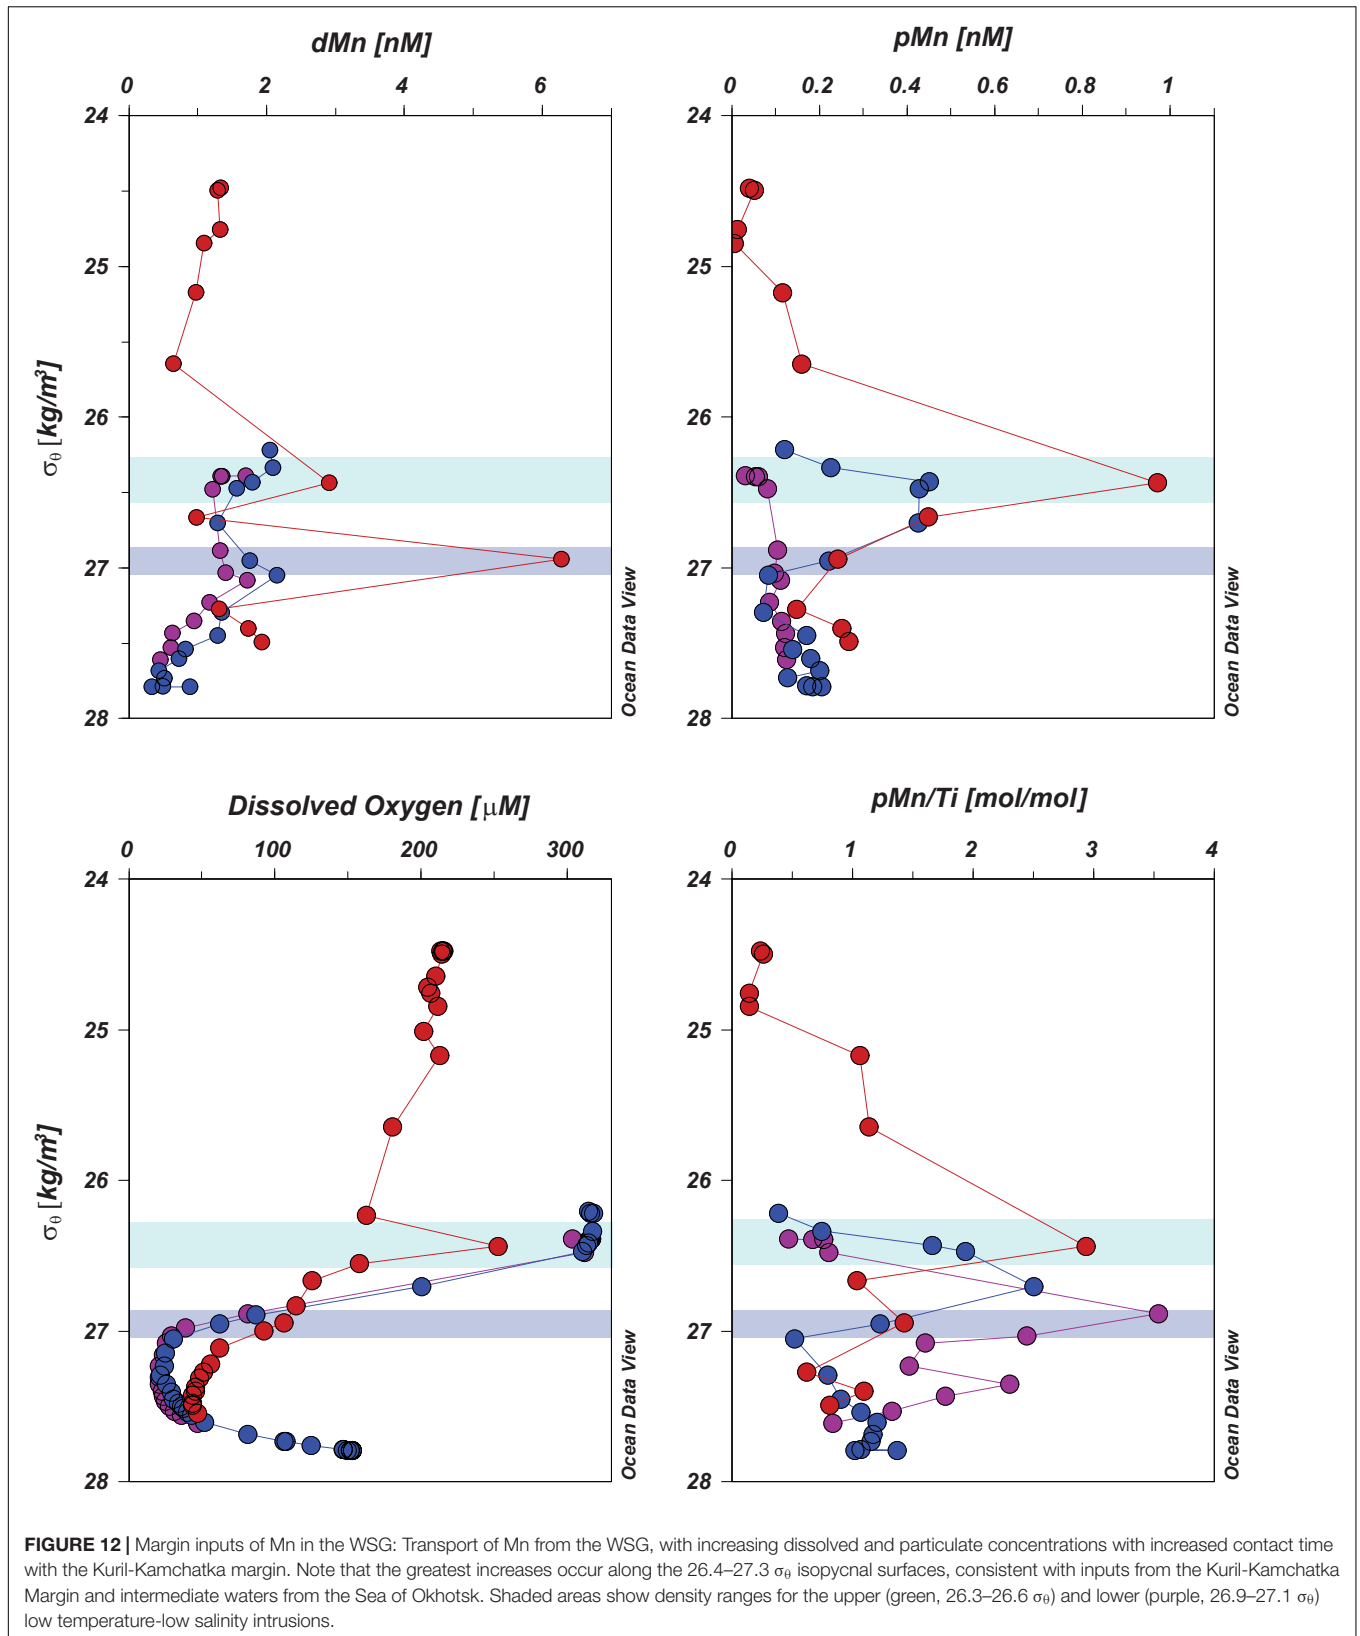 dMn [nM]
0 2 4 6
24
25
26
27
28
σθ [kg/m³]
Ocean Data View
pMn [nM]
0 0.2 0.4 0.6 0.8 1
24
25
26
27
28
Ocean Data View
Dissolved Oxygen [μM]
0 100 200 300
24
25
26
27
28
σθ [kg/m³]
Ocean Data View
pMn/Ti [mol/mol]
0 1 2 3 4
24
25
26
27
28
Ocean Data View
FIGURE 12 | Margin inputs of Mn in the WSG: Transport of Mn from the WSG, with increasing dissolved and particulate concentrations with increased contact time
with the Kuril-Kamchatka margin. Note that the greatest increases occur along the 26.4–27.3 σθ isopycnal surfaces, consistent with inputs from the Kuril-Kamchatka
Margin and intermediate waters from the Sea of Okhotsk. Shaded areas show density ranges for the upper (green, 26.3–26.6 σθ) and lower (purple, 26.9–27.1 σθ)
low temperature-low salinity intrusions.